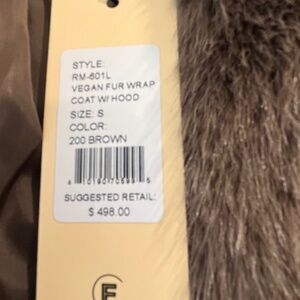 STYLE:
RM-601L
VEGAN FUR WRAP
COAT W/ HOOD
SIZE: S
COLOR:
200 BROWN
SUGGESTED RETAIL:
$ 498.00
E